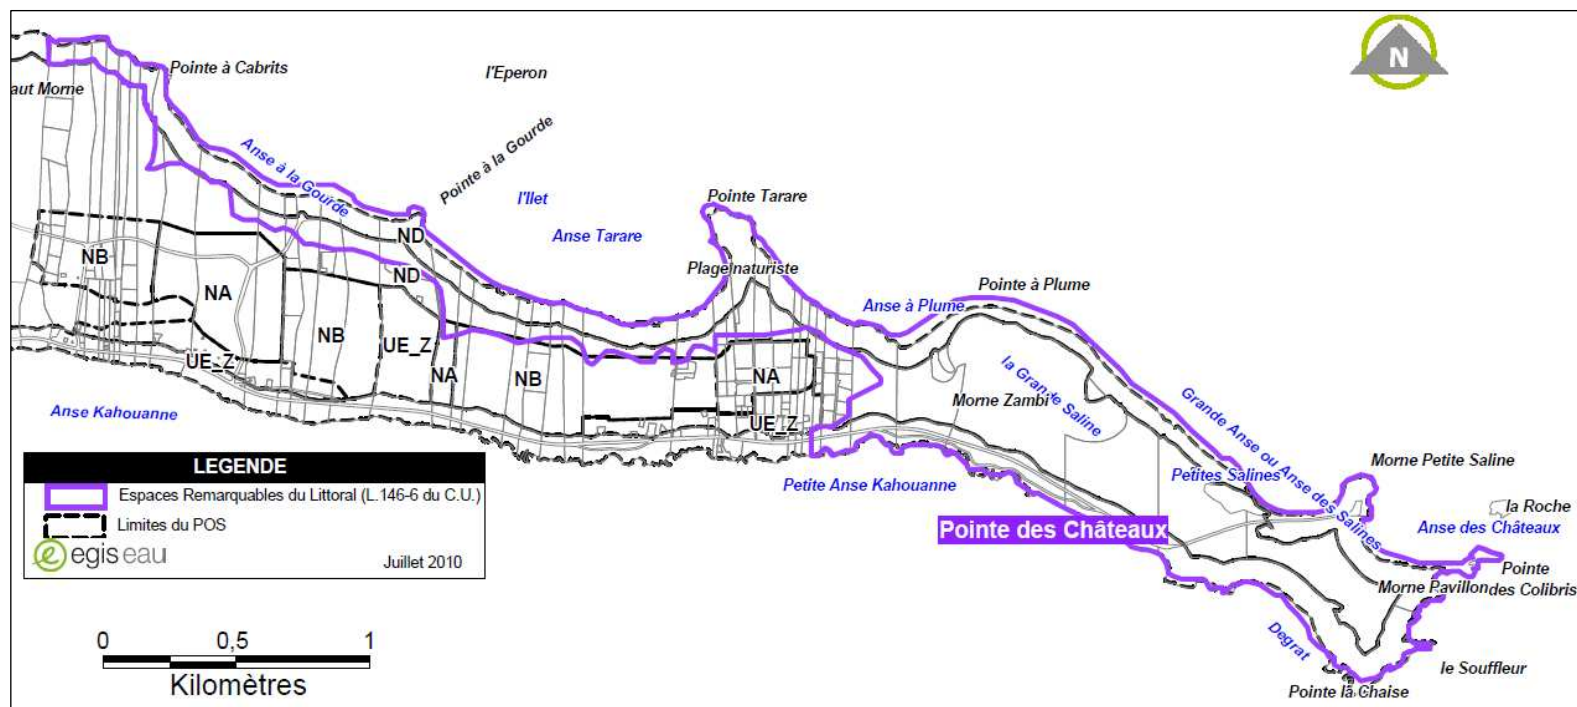 N
Pointe à Cabrits
l'Eperon
aut Morne
Pointe à la Gourde
Anse à la Gourde
l'Ilet
Pointe Tarare
Anse Tarare
ND
NB
Plage naturiste
ND
Pointe à Plume
NA
Anse à Plume
NB
UE_Z
la Grande Saline
UE_Z
NA
NB
NA
Morne Zambi
Grande Anse ou Anse des Salines
Anse Kahouanne
UE_Z
LEGENDE
Espaces Remarquables du Littoral (L.146-6 du C.U.)
Limites du POS
egis eau
Juillet 2010
Petite Anse Kahouanne
Petites Salines
Morne Petite Saline
la Roche
Pointe des Châteaux
Anse des Châteaux
Pointe
des Colibris
Morne Pavillon
Degrat
le Souffleur
Pointe la Chaise
0 0,5 1
Kilomètres